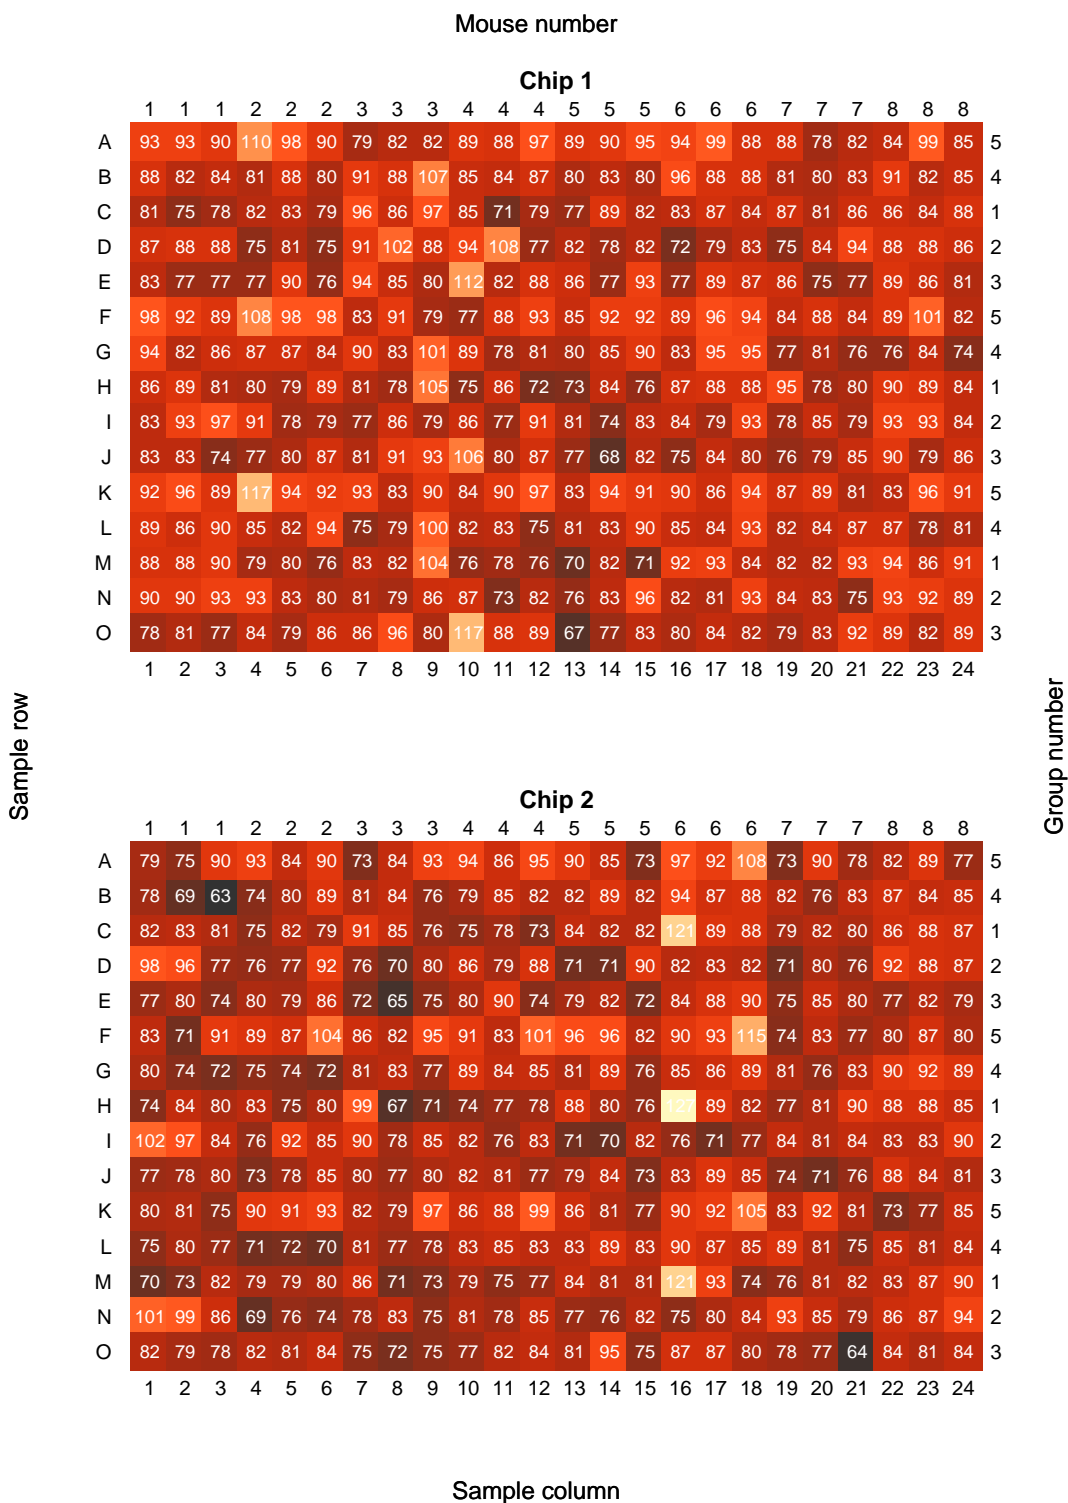 Mouse number
Chip 1
1 1 1 2 2 2 3 3 3 4 4 4 5 5 5 6 6 6 7 7 7 8 8 8
A 93 93 90 110 98 90 79 82 82 89 88 97 89 90 95 94 99 88 88 78 82 84 99 85 5
B 88 82 84 81 88 80 91 88 107 85 84 87 80 83 80 96 88 88 81 80 83 91 82 85 4
C 81 75 78 82 83 79 96 86 97 85 71 79 77 89 82 83 87 84 87 81 86 86 84 88 1
D 87 88 88 75 81 75 91 102 88 94 108 77 82 78 82 72 79 83 75 84 94 88 88 86 2
E 83 77 77 77 90 76 94 85 80 112 82 88 86 77 93 77 89 87 86 75 77 89 86 81 3
F 98 92 89 108 98 98 83 91 79 77 88 93 85 92 92 89 96 94 84 88 84 89 101 82 5
G 94 82 86 87 87 84 90 83 101 89 78 81 80 85 90 83 95 95 77 81 76 76 84 74 4
H 86 89 81 80 79 89 81 78 105 75 86 72 73 84 76 87 88 88 95 78 80 90 89 84 1
I 83 93 97 91 78 79 77 86 79 86 77 91 81 74 83 84 79 93 78 85 79 93 93 84 2
J 83 83 74 77 80 87 81 91 93 106 80 87 77 68 82 75 84 80 76 79 85 90 79 86 3
K 92 96 89 117 94 92 93 83 90 84 90 97 83 94 91 90 86 94 87 89 81 83 96 91 5
L 89 86 90 85 82 94 75 79 100 82 83 75 81 83 90 85 84 93 82 84 87 87 78 81 4
M 88 88 90 79 80 76 83 82 104 76 78 76 70 82 71 92 93 84 82 82 93 94 86 91 1
N 90 90 93 93 83 80 81 79 86 87 73 82 76 83 96 82 81 93 84 83 75 93 92 89 2
O 78 81 77 84 79 86 86 96 80 117 88 89 67 77 83 80 84 82 79 83 92 89 82 89 3
1 2 3 4 5 6 7 8 9 10 11 12 13 14 15 16 17 18 19 20 21 22 23 24
Sample row
Group number
Chip 2
1 1 1 2 2 2 3 3 3 4 4 4 5 5 5 6 6 6 7 7 7 8 8 8
A 79 75 90 93 84 90 73 84 93 94 86 95 90 85 73 97 92 108 73 90 78 82 89 77 5
B 78 69 63 74 80 89 81 84 76 79 85 82 82 89 82 94 87 88 82 76 83 87 84 85 4
C 82 83 81 75 82 79 91 85 76 75 78 73 84 82 82 121 89 88 79 82 80 86 88 87 1
D 98 96 77 76 77 92 76 70 80 86 79 88 71 71 90 82 83 82 71 80 76 92 88 87 2
E 77 80 74 80 79 86 72 65 75 80 90 74 79 82 72 84 88 90 75 85 80 77 82 79 3
F 83 71 91 89 87 104 86 82 95 91 83 101 96 96 82 90 93 115 74 83 77 80 87 80 5
G 80 74 72 75 74 72 81 83 77 89 84 85 81 89 76 85 86 89 81 76 83 90 92 89 4
H 74 84 80 83 75 80 99 67 71 74 77 78 88 80 76 127 89 82 77 81 90 88 88 85 1
I 102 97 84 76 92 85 90 78 85 82 76 83 71 70 82 76 71 77 84 81 84 83 83 90 2
J 77 78 80 73 78 85 80 77 80 82 81 77 79 84 73 83 89 85 74 71 76 88 84 81 3
K 80 81 75 90 91 93 82 79 97 86 88 99 86 81 77 90 92 105 83 92 81 73 77 85 5
L 75 80 77 71 72 70 81 77 78 83 85 83 83 89 83 90 87 85 89 81 75 85 81 84 4
M 70 73 82 79 79 80 86 71 73 79 75 77 84 81 81 121 93 74 76 81 82 83 87 90 1
N 101 99 86 69 76 74 78 83 75 81 78 85 77 76 82 75 80 84 93 85 79 86 87 94 2
O 82 79 78 82 81 84 75 72 75 77 82 84 81 95 75 87 87 80 78 77 64 84 81 84 3
1 2 3 4 5 6 7 8 9 10 11 12 13 14 15 16 17 18 19 20 21 22 23 24
Sample column